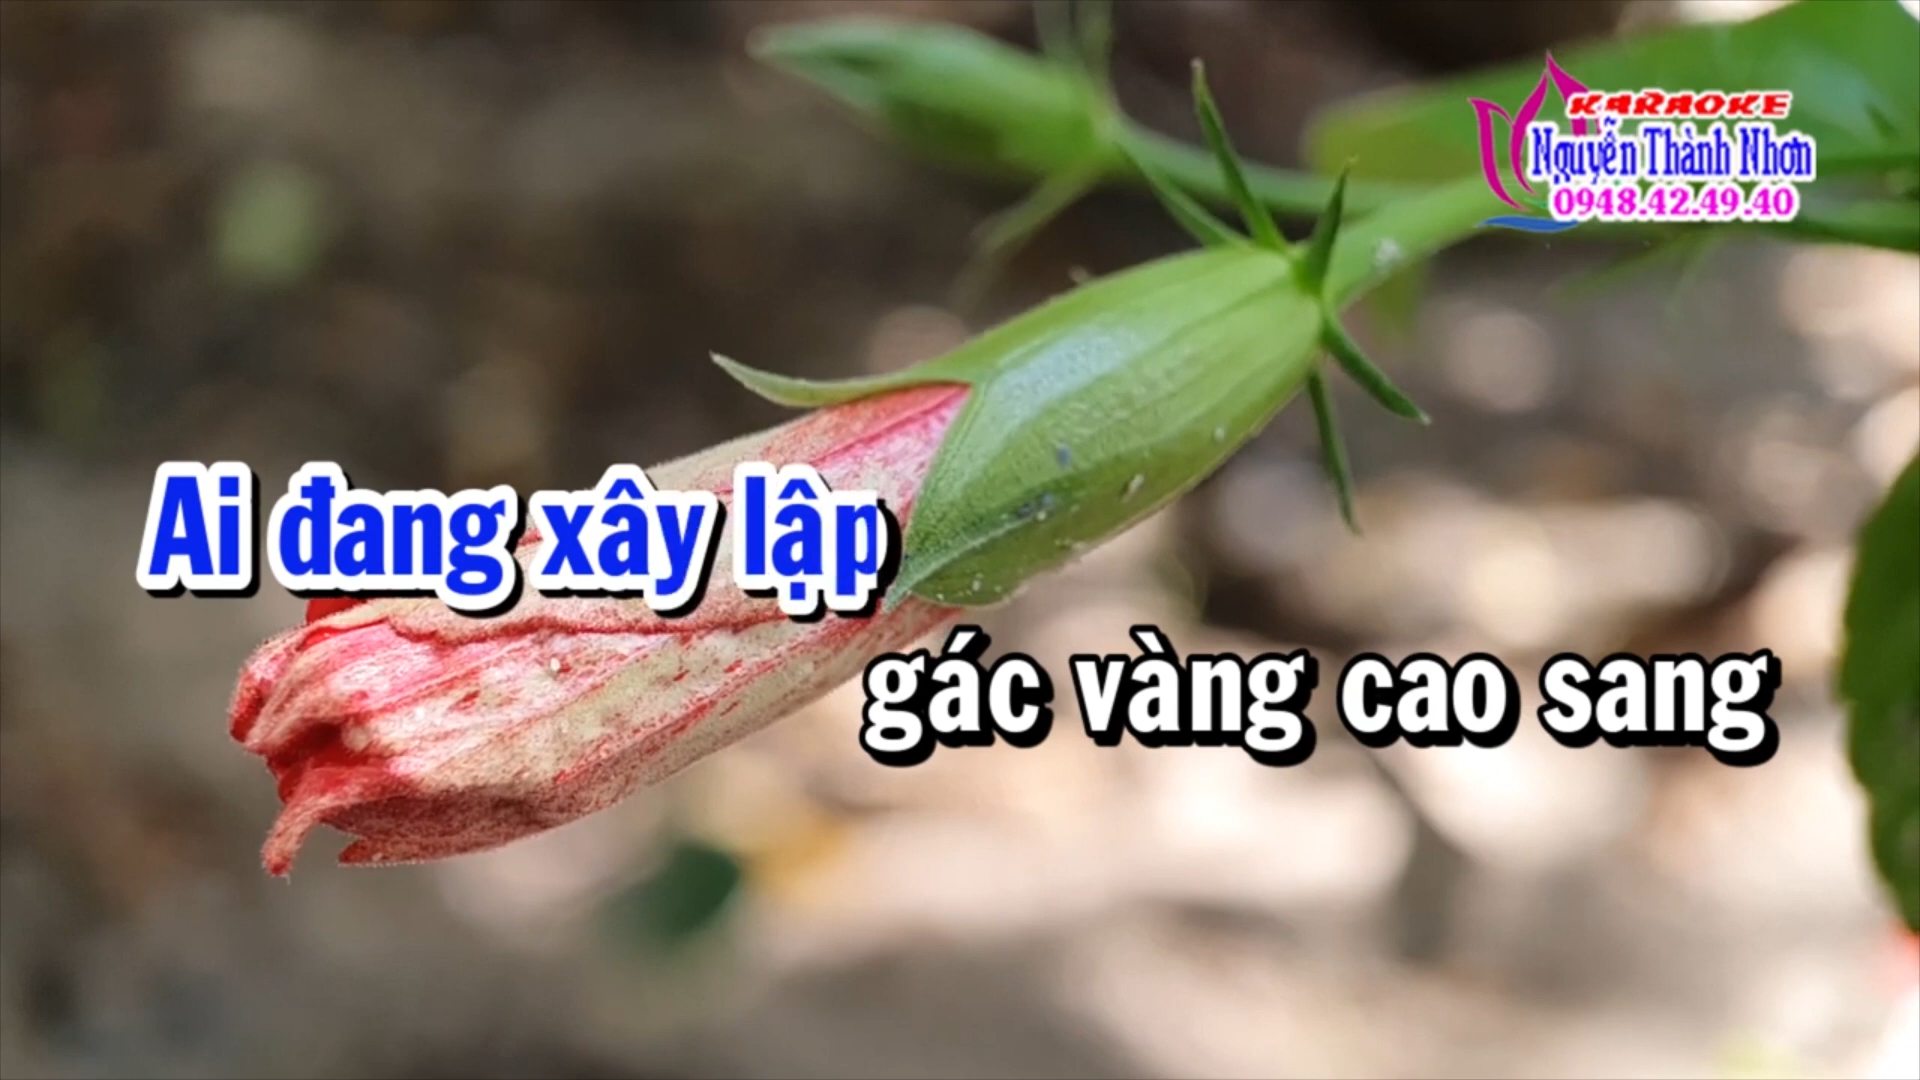 KARAOKE
Nguyễn Thành Nhơn
0948.42.49.40
Ai đang xây lập
gác vàng cao sang